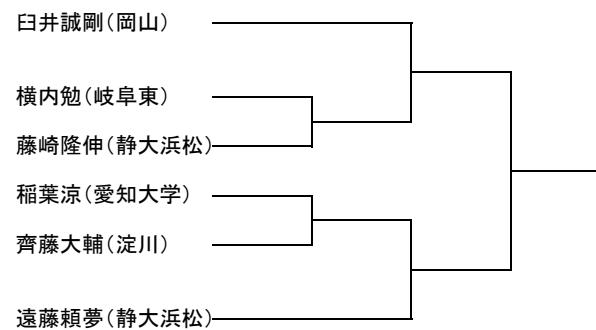 臼井誠剛(岡山)
横内勉(岐阜東)
藤崎隆伸(静大浜松)
稲葉涼(愛知大学)
齊藤大輔(淀川)
遠藤頼夢(静大浜松)